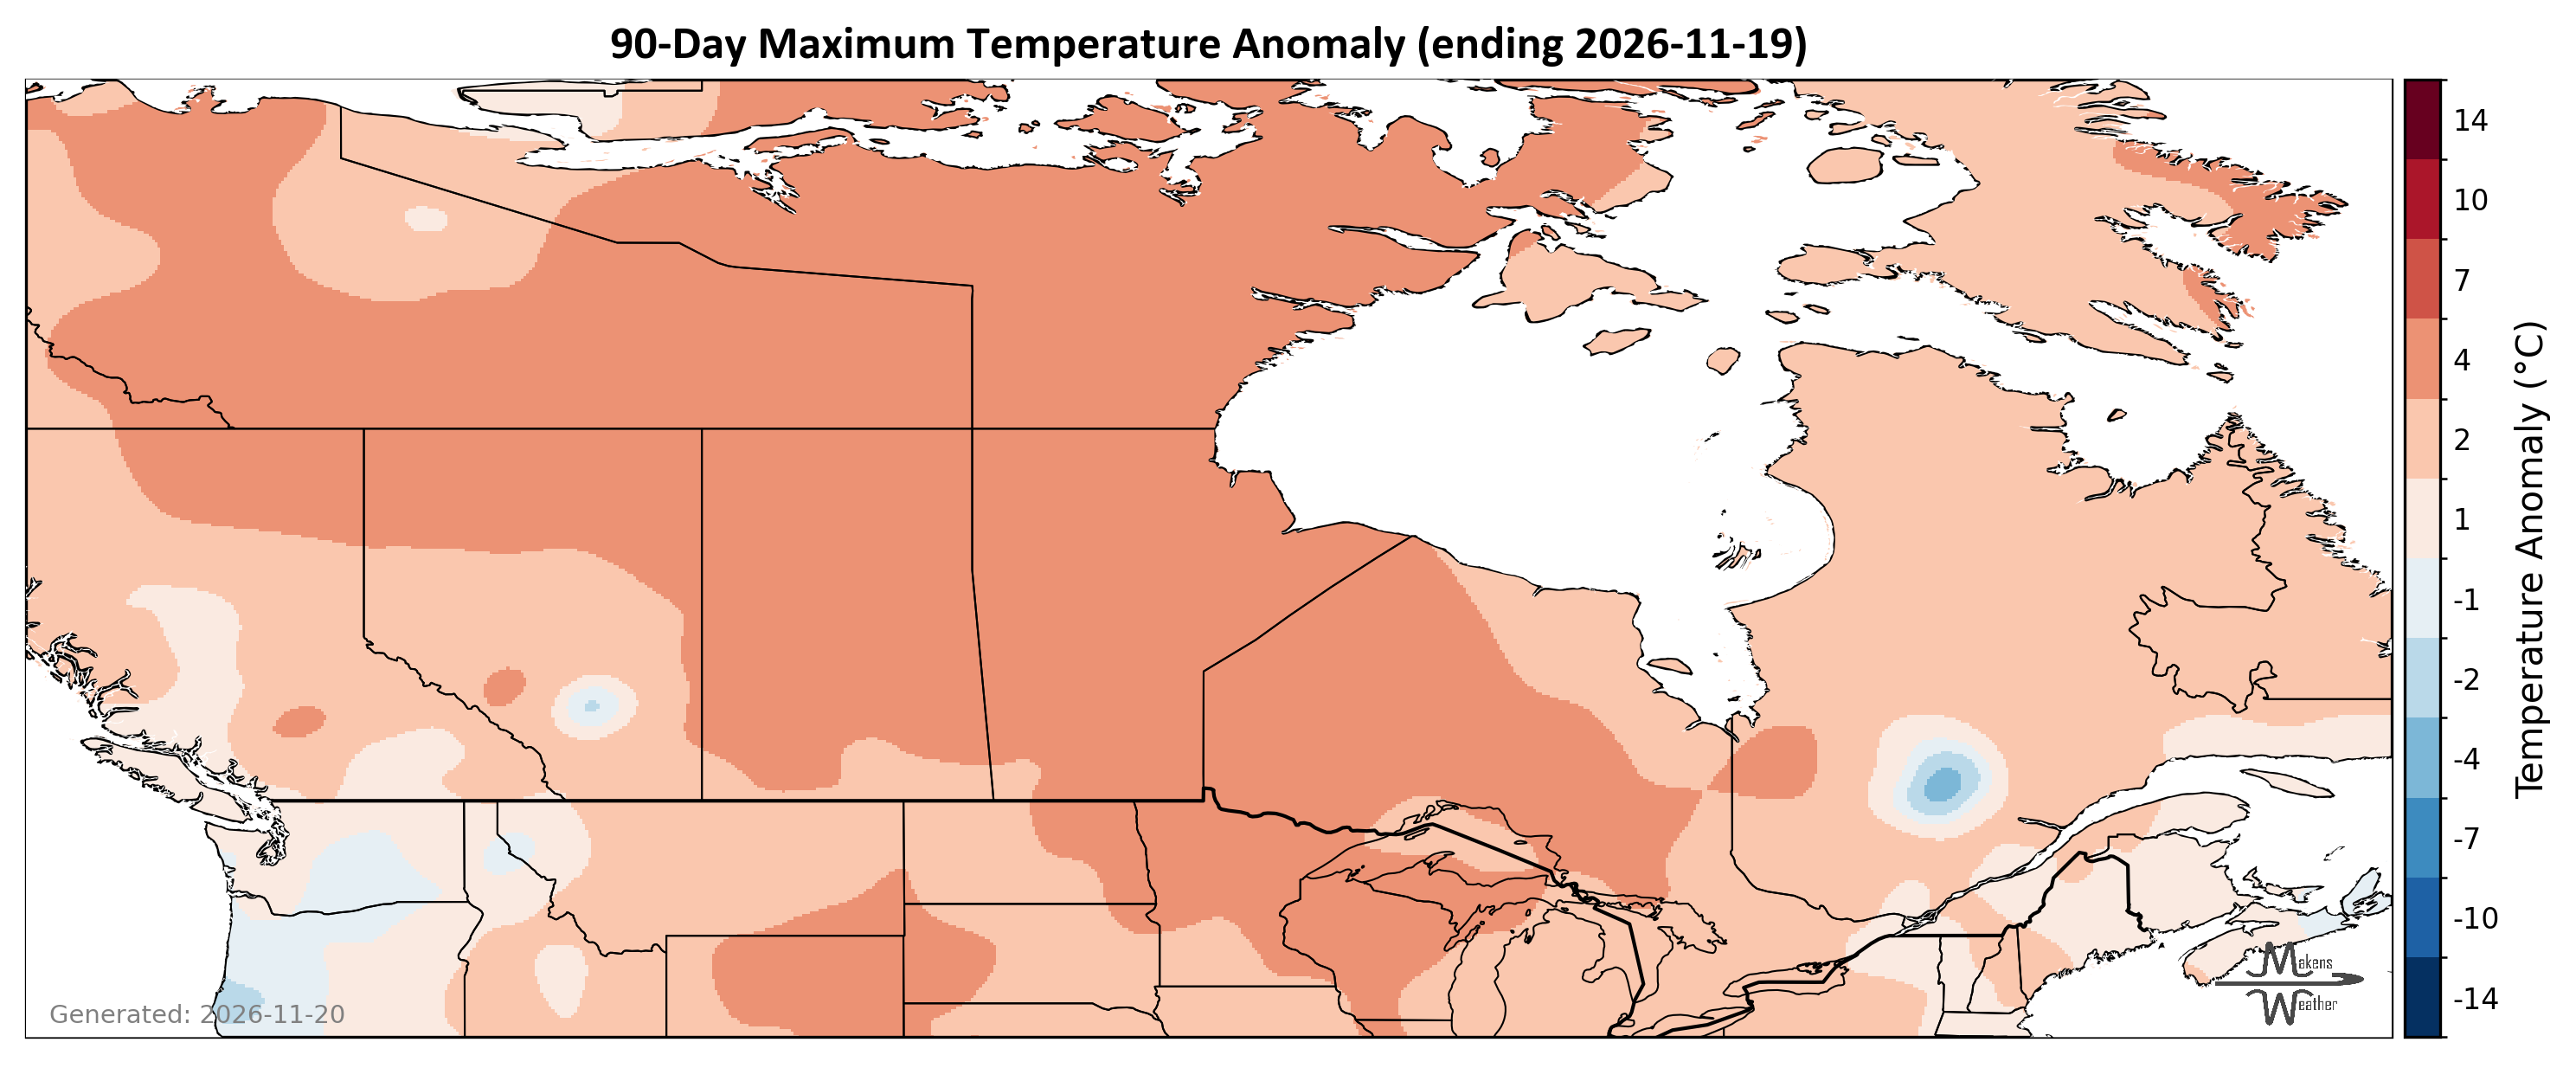 90-Day Maximum Temperature Anomaly (ending 2026-11-19)
14
10
7
4
2
1
-1
-2
-4
-7
-10
-14
Temperature Anomaly (°C)
Generated: 2026-11-20
Makens
Weather